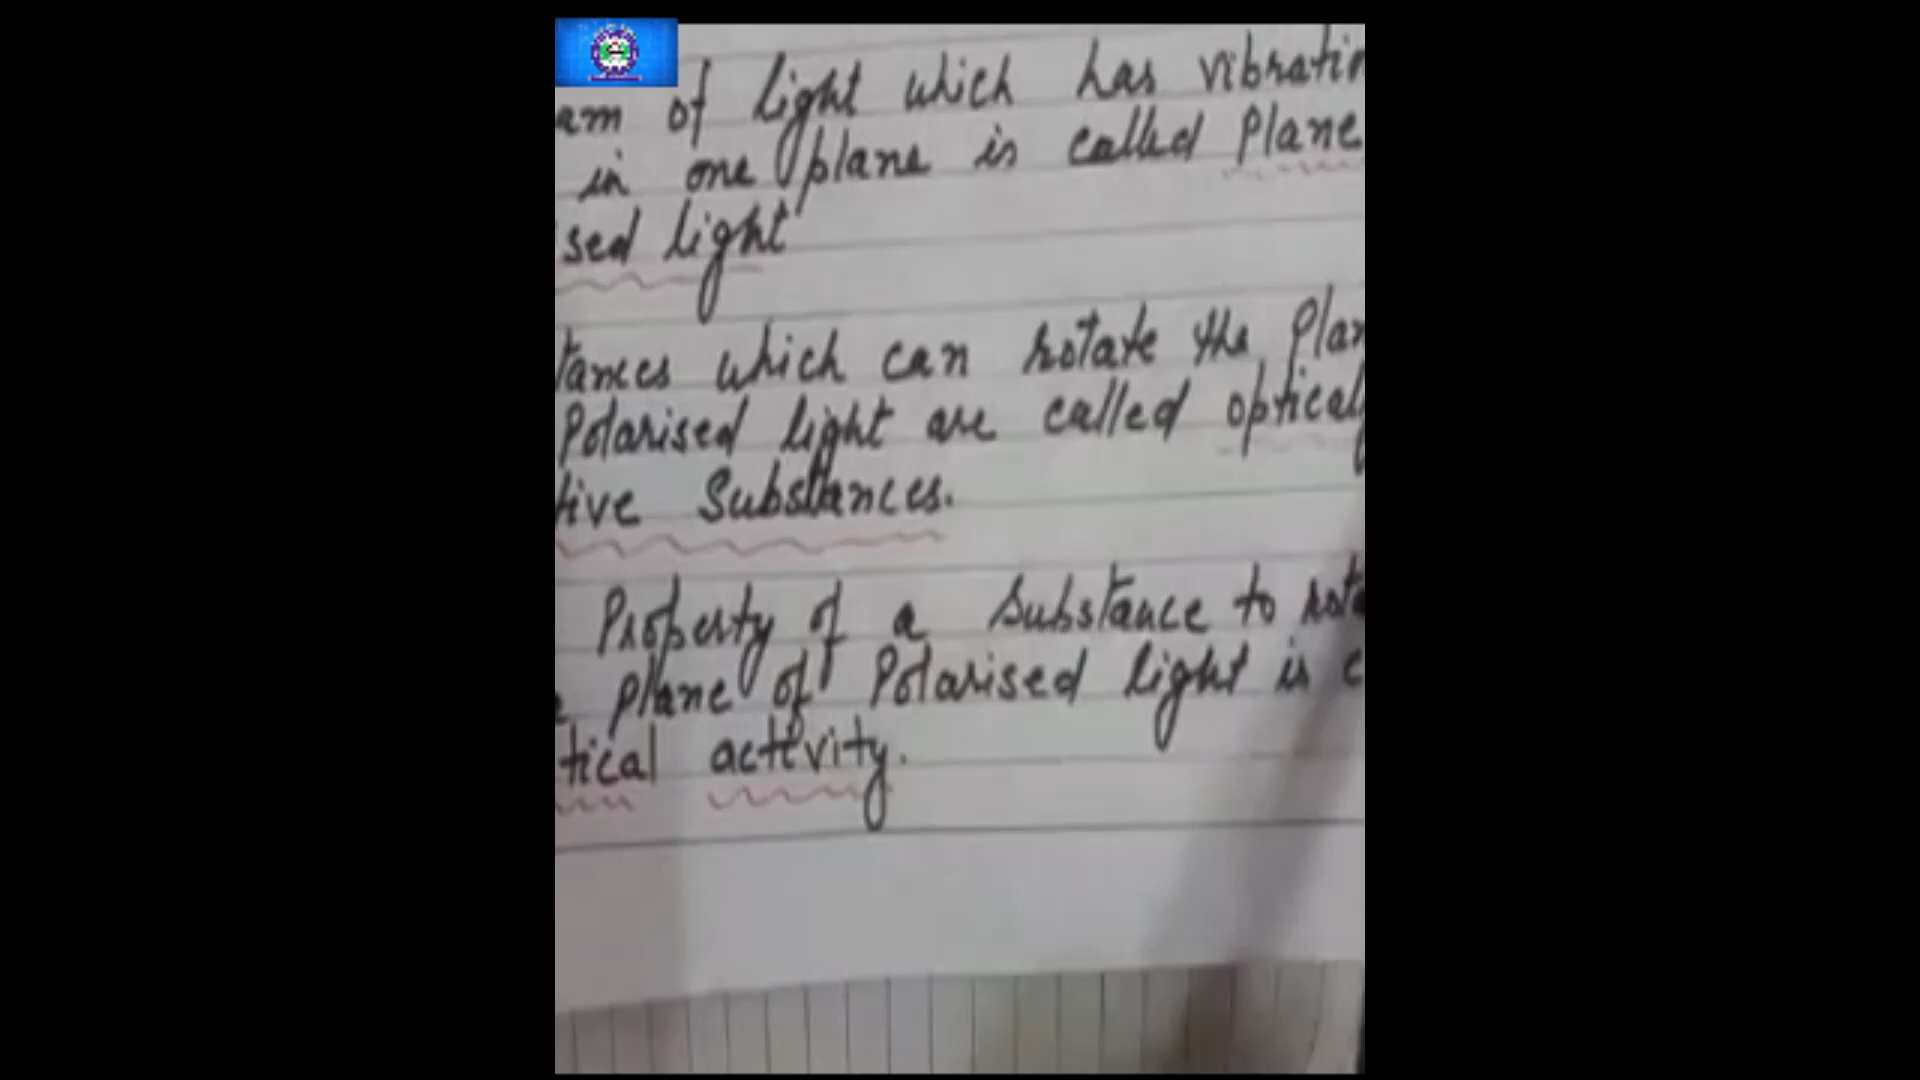 am of light which has vibratio
in one plane is called Plane
sed light
tances which can rotate the Plan
Polarised light are called optical
tive Substances.
Property of a substance to rota
e plane of Polarised light is c
tical activity.